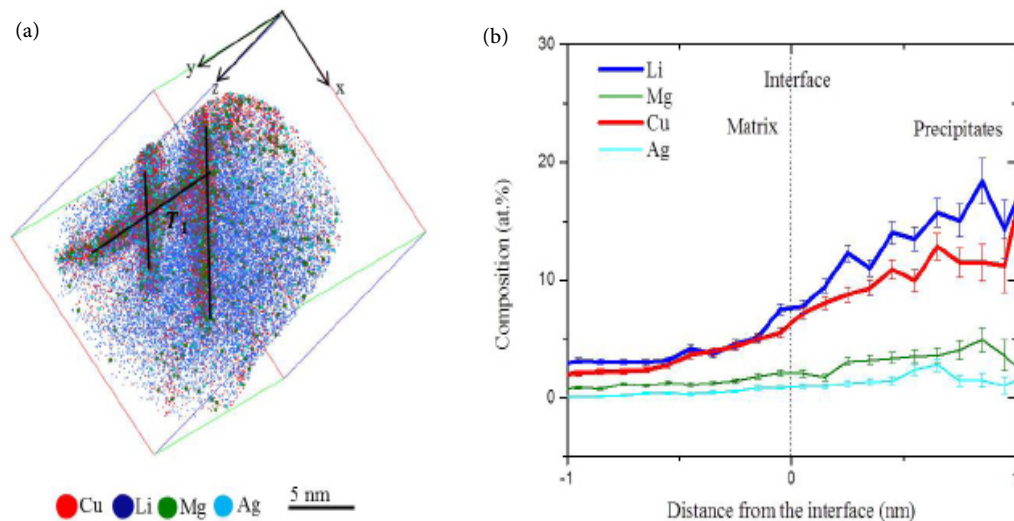 (a)
y
z
x
T1
Cu Li Mg Ag 5 nm
(b)
30
20
10
0
Composition (at.%)
Li
Mg
Cu
Ag
Interface
Matrix
Precipitates
-1 0 1
Distance from the interface (nm)